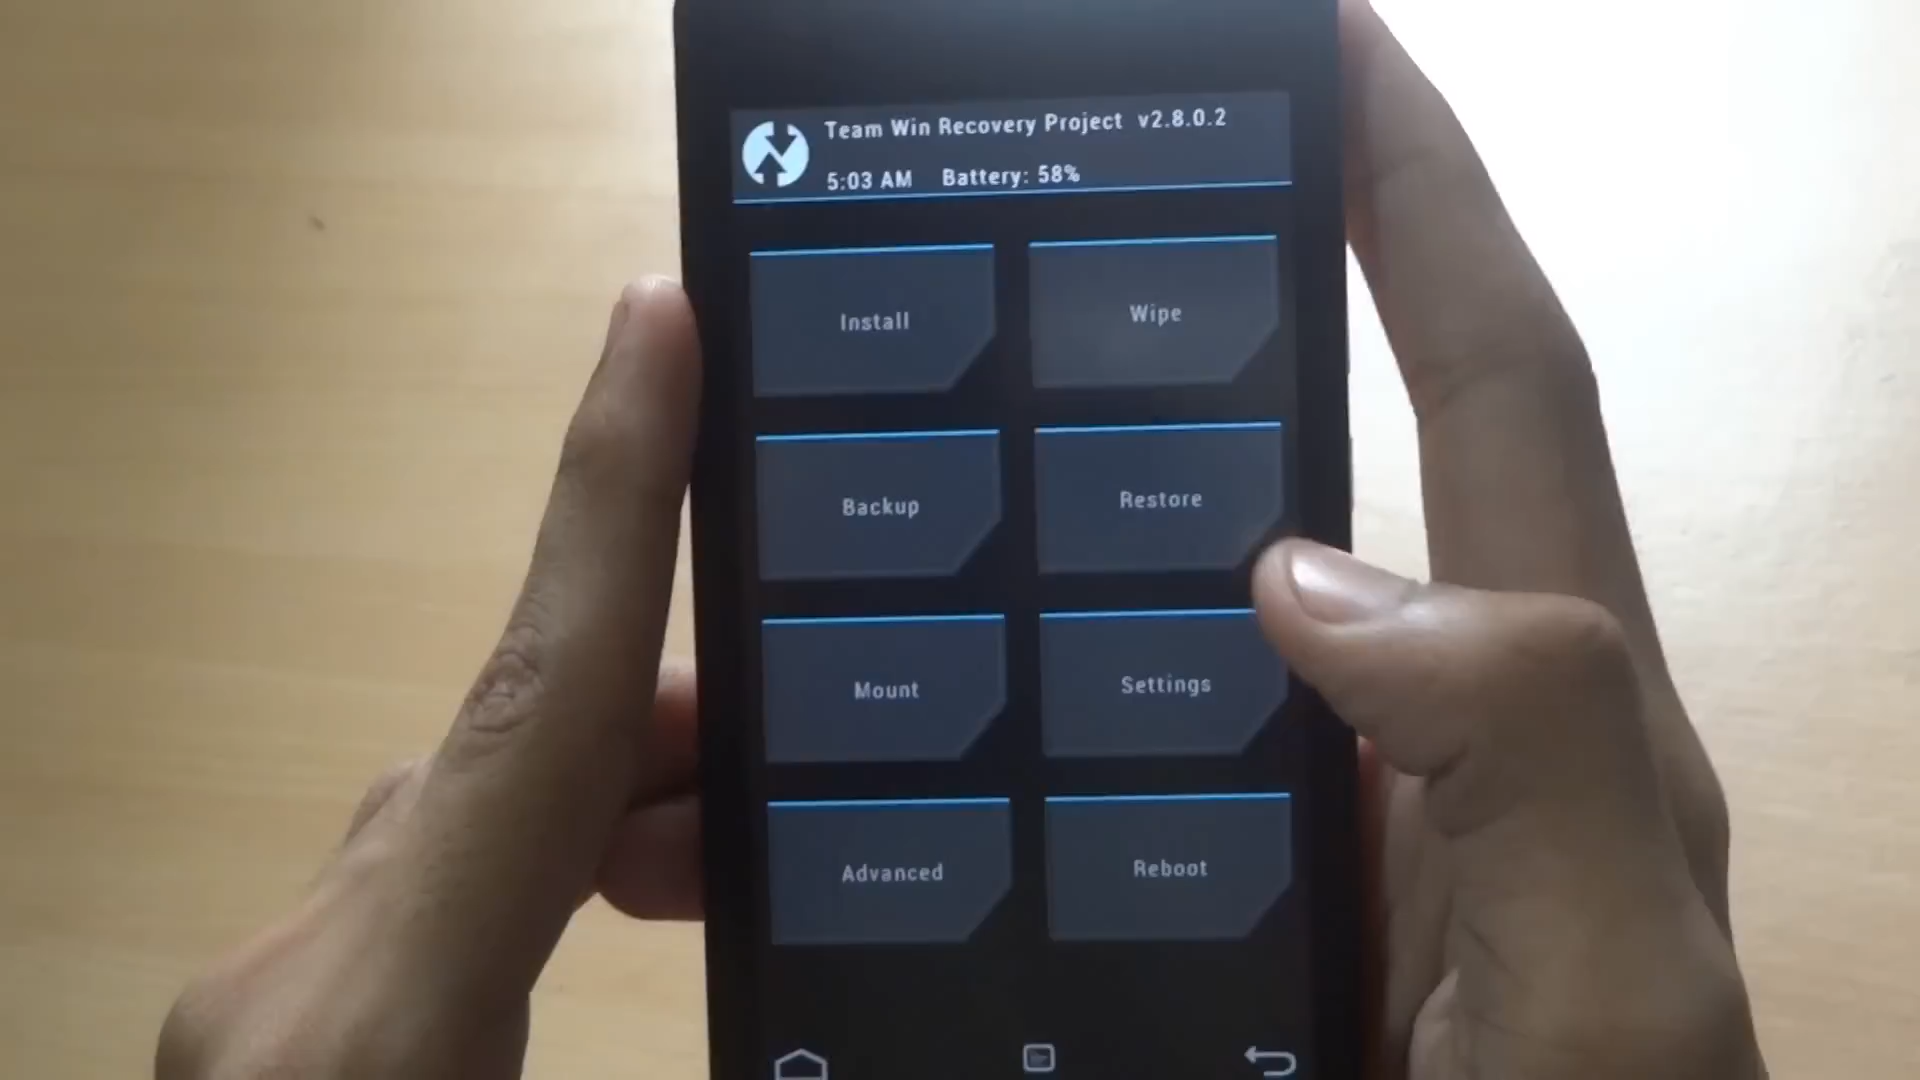 Team Win Recovery Project v2.8.0.2
5:03 AM Battery: 58%
Install
Wipe
Backup
Restore
Mount
Settings
Advanced
Reboot